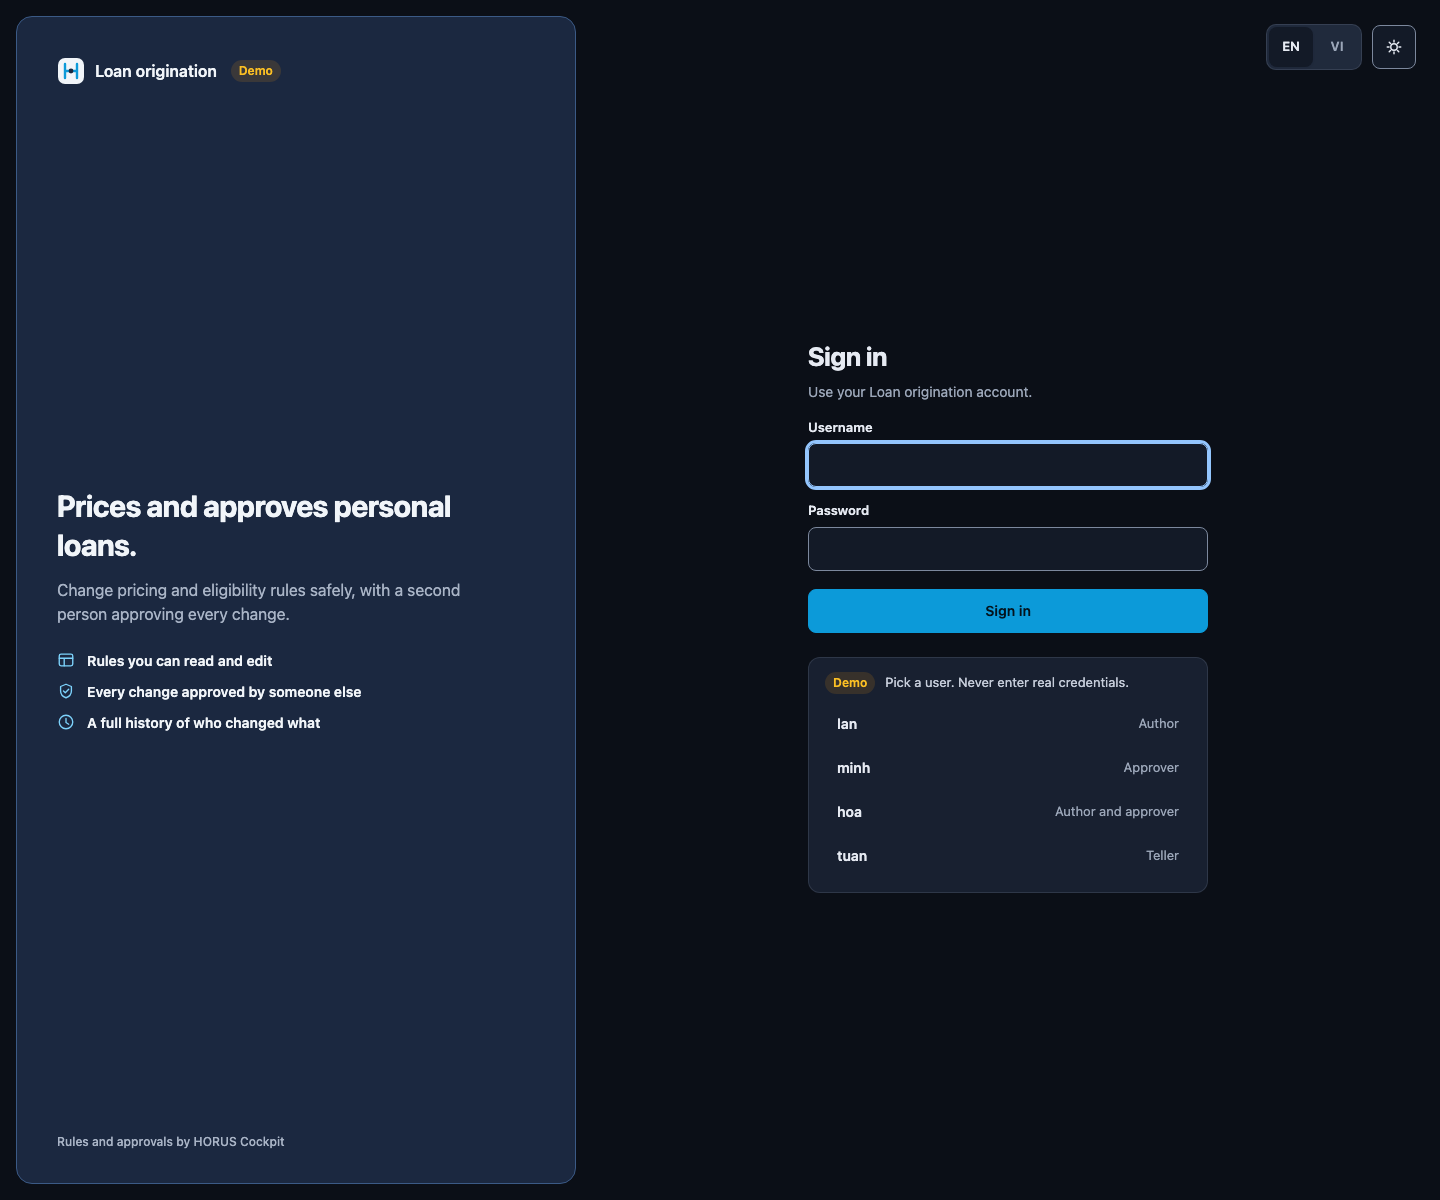 Loan origination Demo
EN VI
Prices and approves personal
loans.
Change pricing and eligibility rules safely, with a second
person approving every change.
Rules you can read and edit
Every change approved by someone else
A full history of who changed what
Rules and approvals by HORUS Cockpit
Sign in
Use your Loan origination account.
Username
Password
Sign in
Demo Pick a user. Never enter real credentials.
lan Author
minh Approver
hoa Author and approver
tuan Teller